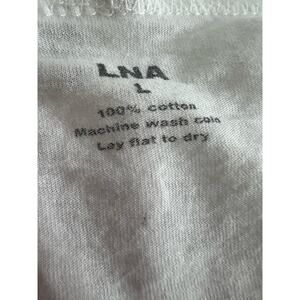 LNA
L
100% cotton
Machine wash cold
Lay flat to dry